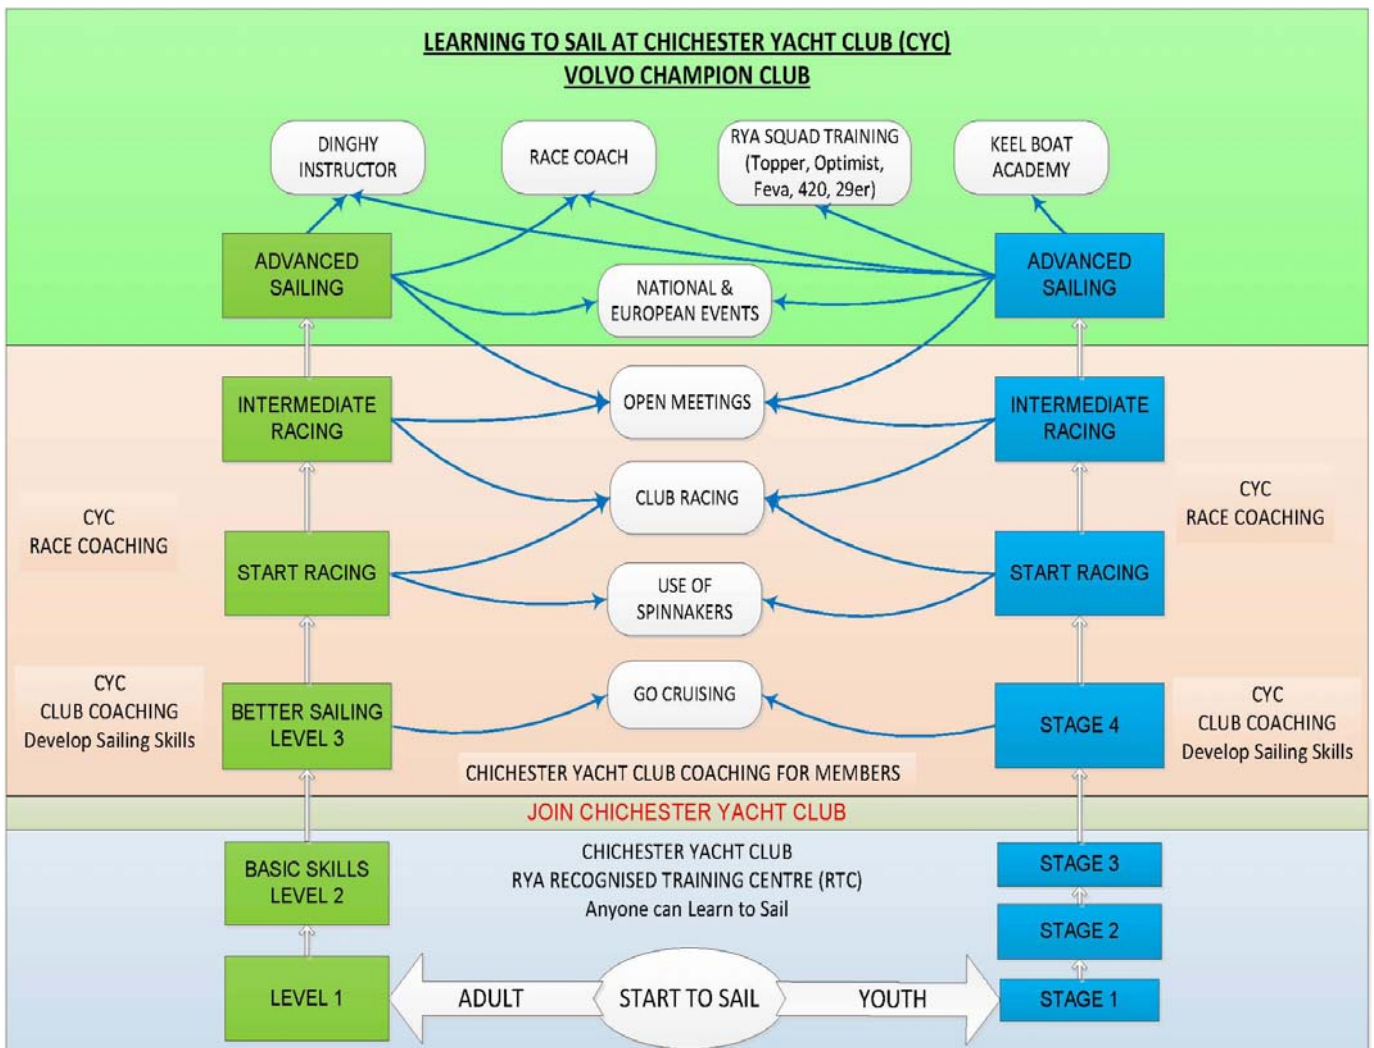 LEARNING TO SAIL AT CHICHESTER YACHT CLUB (CYC)
VOLVO CHAMPION CLUB
DINGHY
INSTRUCTOR
RACE COACH
RYA SQUAD TRAINING
(Topper, Optimist,
Feva, 420, 29er)
KEEL BOAT
ACADEMY
ADVANCED
SAILING
NATIONAL &
EUROPEAN EVENTS
ADVANCED
SAILING
INTERMEDIATE
RACING
OPEN MEETINGS
INTERMEDIATE
RACING
CYC
RACE COACHING
CLUB RACING
CYC
RACE COACHING
START RACING
USE OF
SPINNAKERS
START RACING
CYC
CLUB COACHING
Develop Sailing Skills
BETTER SAILING
LEVEL 3
GO CRUISING
STAGE 4
CYC
CLUB COACHING
Develop Sailing Skills
CHICHESTER YACHT CLUB COACHING FOR MEMBERS
JOIN CHICHESTER YACHT CLUB
BASIC SKILLS
LEVEL 2
CHICHESTER YACHT CLUB
RYA RECOGNISED TRAINING CENTRE (RTC)
Anyone can Learn to Sail
STAGE 3
STAGE 2
LEVEL 1
ADULT
START TO SAIL
YOUTH
STAGE 1